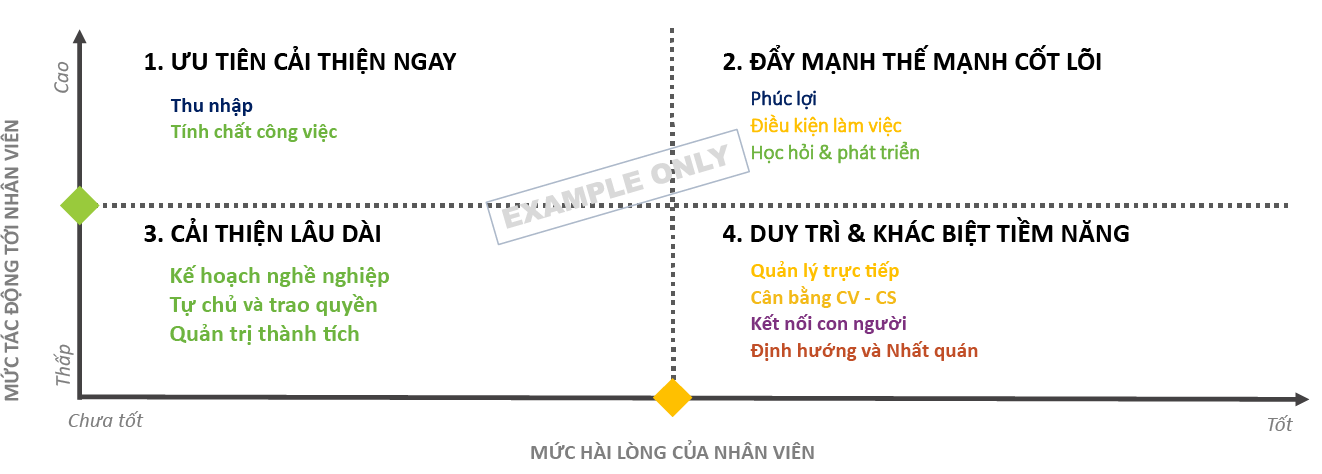 MỨC TÁC ĐỘNG TỚI NHÂN VIÊN
Cao
Thấp
1. ƯU TIÊN CẢI THIỆN NGAY
Thu nhập
Tính chất công việc
2. ĐẨY MẠNH THẾ MẠNH CỐT LÕI
Phúc lợi
Điều kiện làm việc
Học hỏi & phát triển
EXAMPLE ONLY
3. CẢI THIỆN LÂU DÀI
Kế hoạch nghề nghiệp
Tự chủ và trao quyền
Quản trị thành tích
4. DUY TRÌ & KHÁC BIỆT TIỀM NĂNG
Quản lý trực tiếp
Cân bằng CV - CS
Kết nối con người
Định hướng và Nhất quán
Chưa tốt
Tốt
MỨC HÀI LÒNG CỦA NHÂN VIÊN